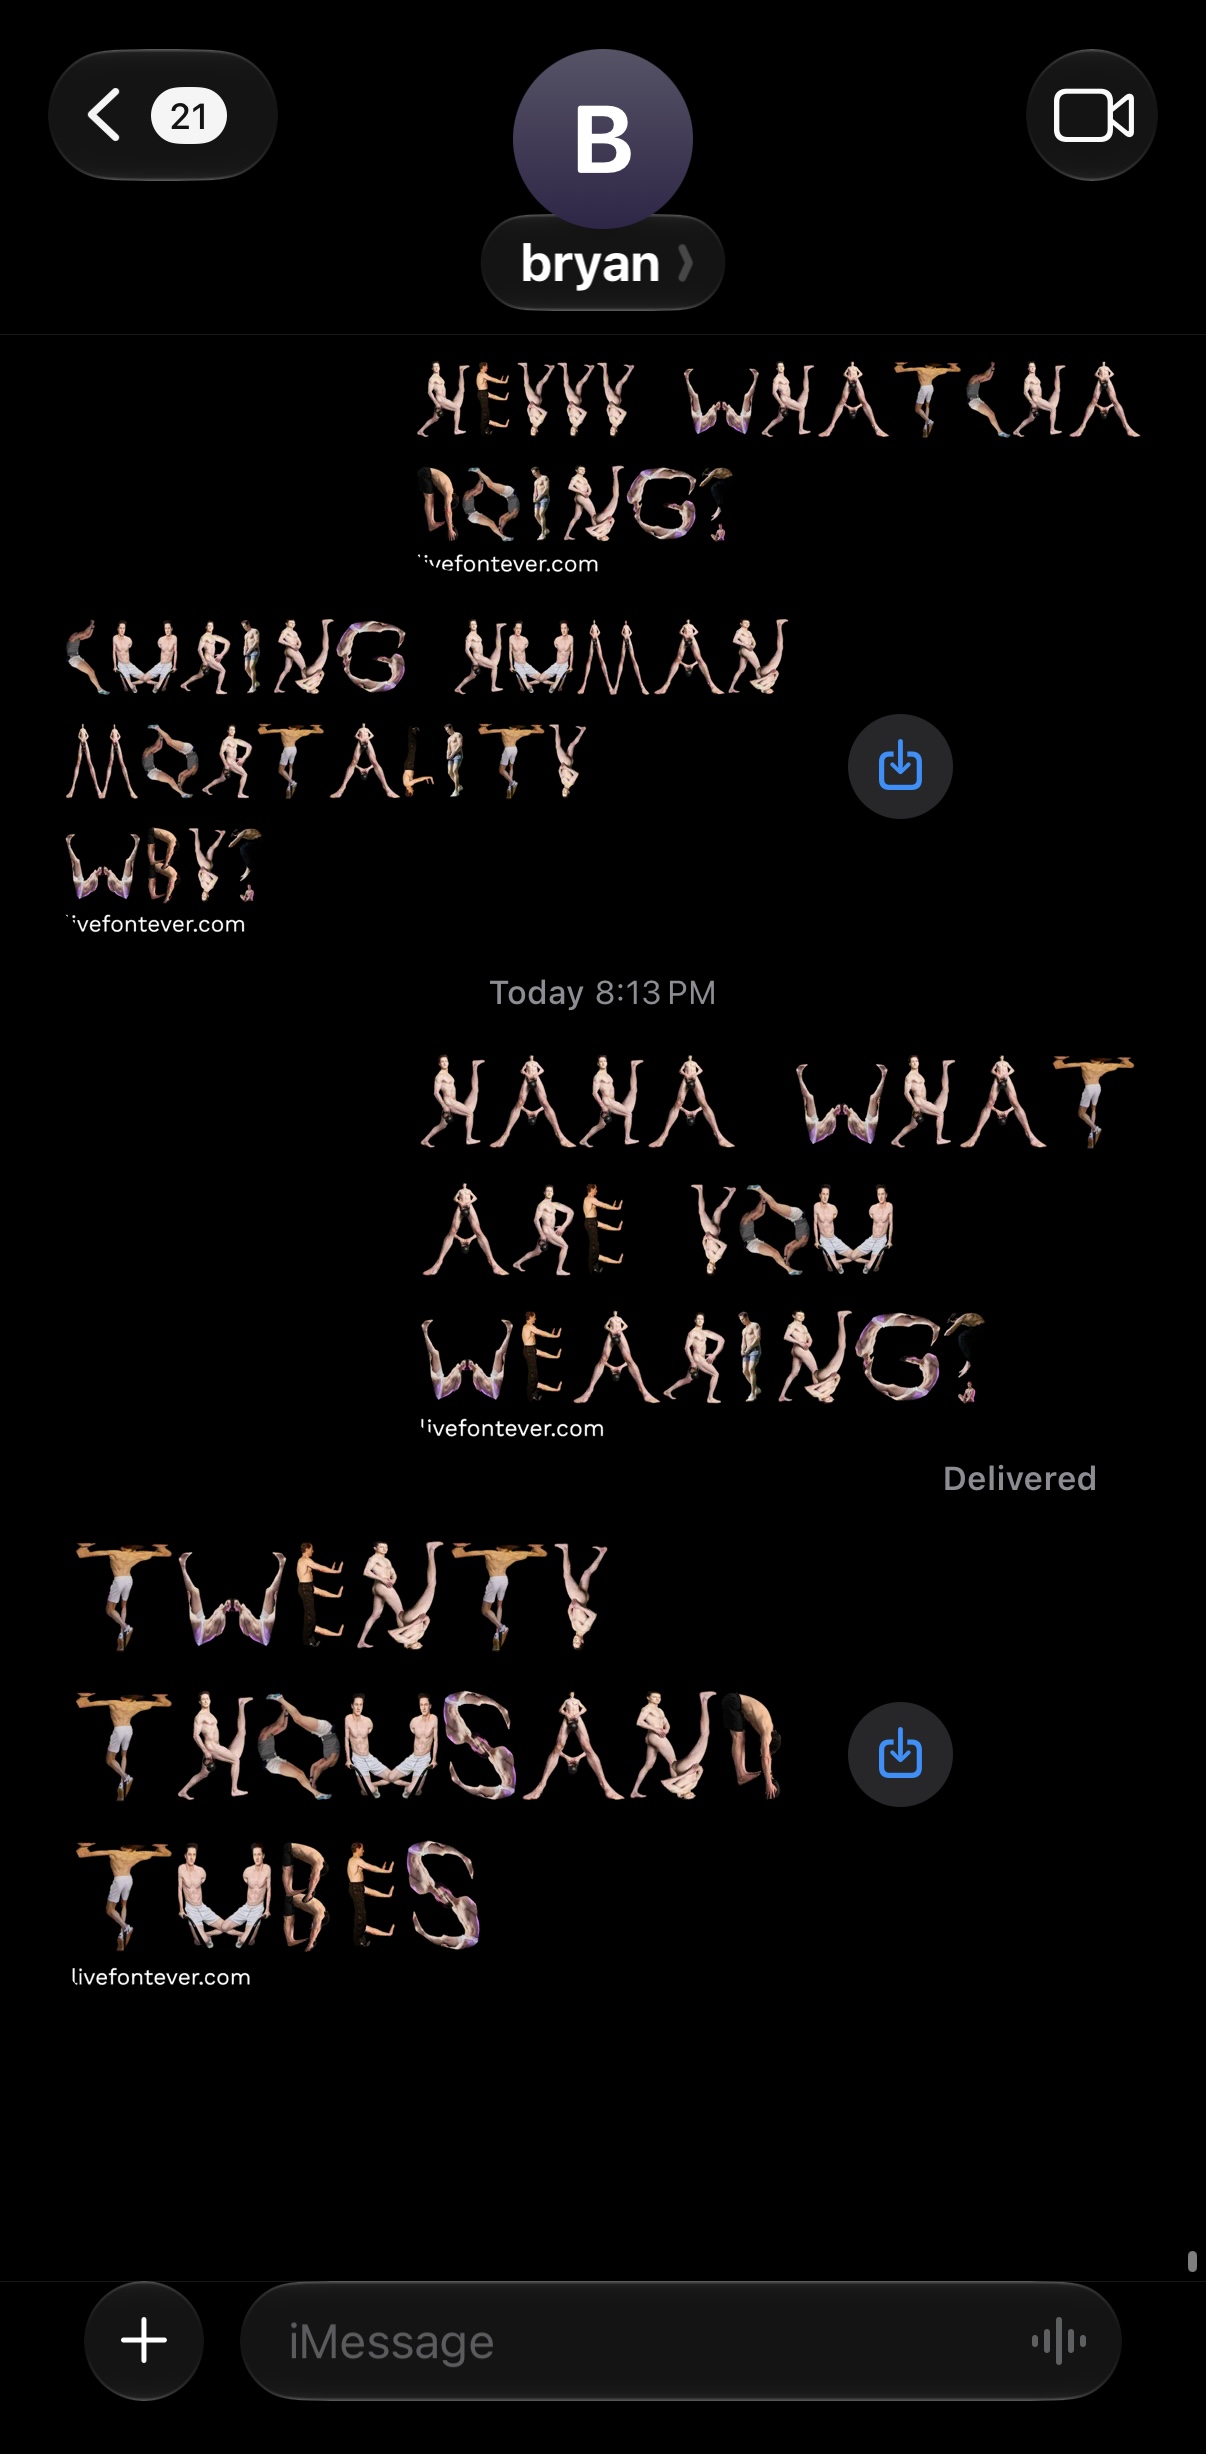 21
B
bryan
HEYYY WHATCHA
DOING?
livefontever.com
CURING HUMAN
MORTALITY
WBY?
livefontever.com
Today 8:13 PM
HAHA WHAT
ARE YOU
WEARING?
livefontever.com
Delivered
TWENTY
THOUSAND
TUBES
livefontever.com
iMessage